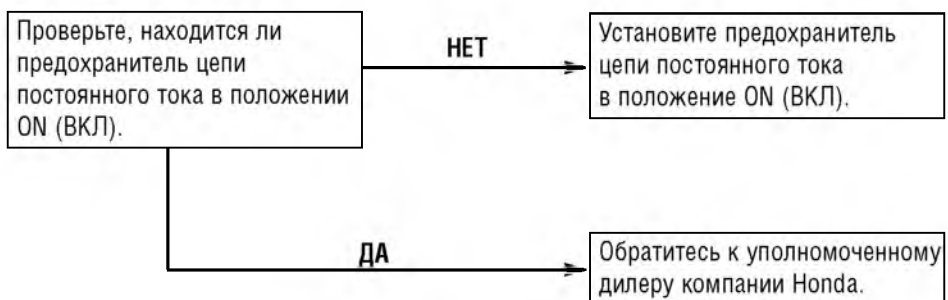 Проверьте, находится ли
предохранитель цепи
постоянного тока в положении
ON (ВКЛ).
НЕТ
Установите предохранитель
цепи постоянного тока
в положение ON (ВКЛ).
ДА
Обратитесь к уполномоченному
дилеру компании Honda.